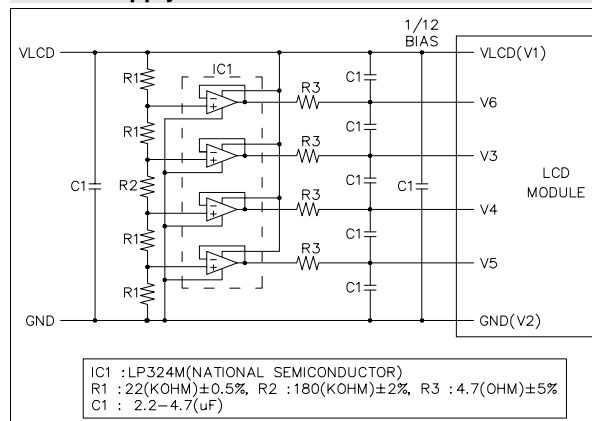 1/12
BIAS
VLCD
VLCD(V1)
IC1
R1
R3
C1
V6
R1
R3
C1
V3
LCD
MODULE
C1
R2
R3
C1
C1
V4
R1
R3
C1
V5
R1
C1
GND
GND(V2)
IC1 :LP324M(NATIONAL SEMICONDUCTOR)
R1 :22(KOHM)±0.5%, R2 :180(KOHM)±2%, R3 :4.7(OHM)±5%
C1 : 2.2-4.7(uF)